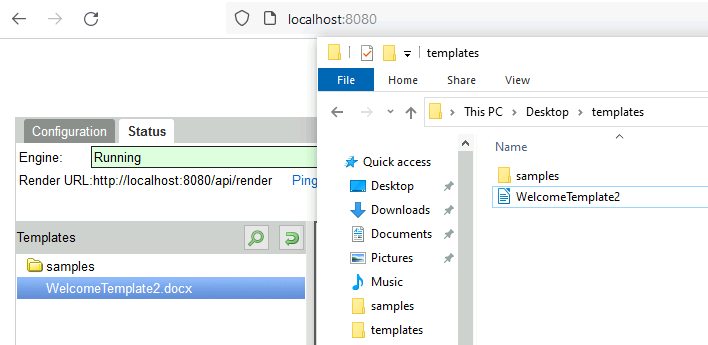 localhost:8080
templates
File Home Share View
This PC > Desktop > templates
Configuration Status
Engine: Running
Render URL:http://localhost:8080/api/render Ping
Templates
samples
WelcomeTemplate2.docx
Quick access
Desktop
Downloads
Documents
Pictures
Music
samples
templates
Name
samples
WelcomeTemplate2